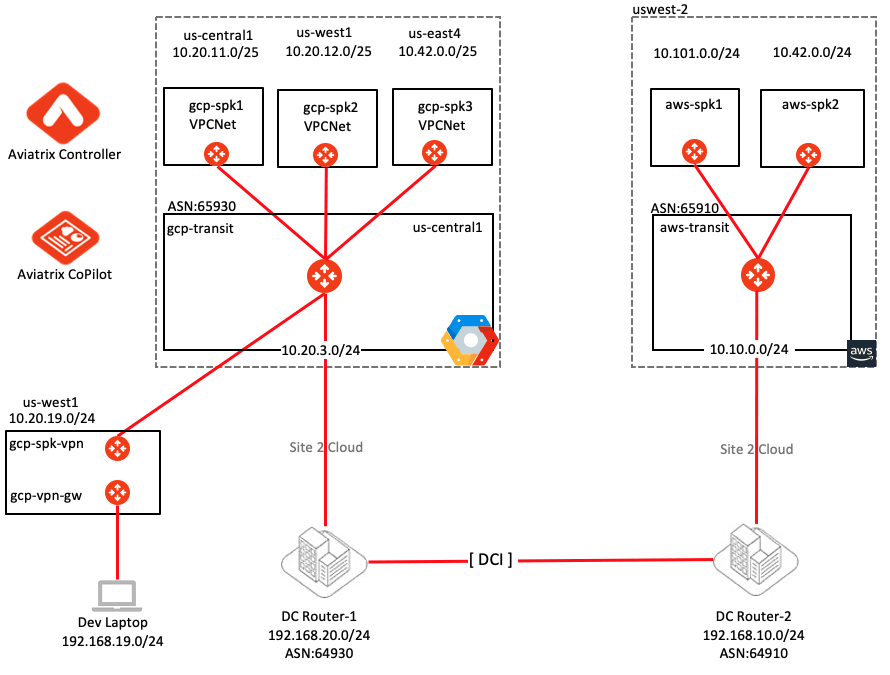 us-central1
10.20.11.0/25
us-west1
10.20.12.0/25
us-east4
10.42.0.0/25
uswest-2
10.101.0.0/24
10.42.0.0/24
gcp-spk1
VPCNet
gcp-spk2
VPCNet
gcp-spk3
VPCNet
aws-spk1
aws-spk2
Aviatrix Controller
ASN:65930
gcp-transit
us-central1
ASN:65910
aws-transit
Aviatrix CoPilot
10.20.3.0/24
10.10.0.0/24
aws
us-west1
10.20.19.0/24
gcp-spk-vpn
gcp-vpn-gw
Site 2 Cloud
Site 2 Cloud
[ DCI ]
Dev Laptop
192.168.19.0/24
DC Router-1
192.168.20.0/24
ASN:64930
DC Router-2
192.168.10.0/24
ASN:64910